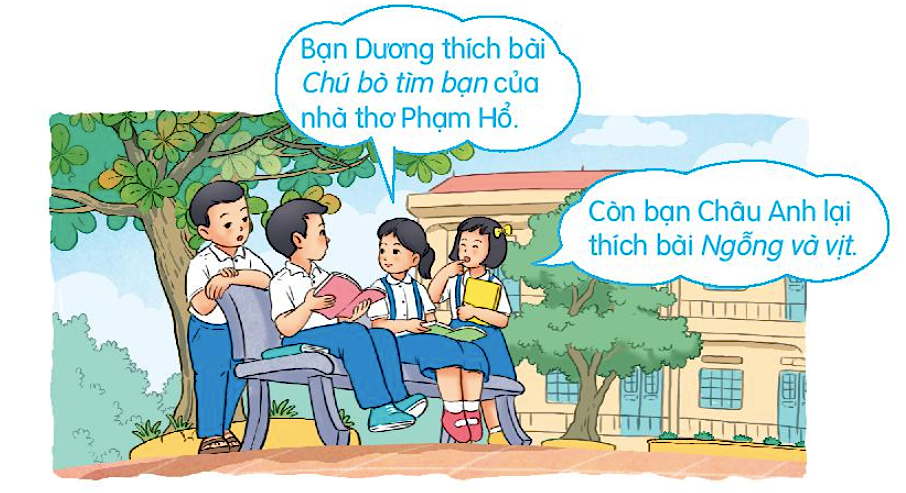 Bạn Dương thích bài
Chú bò tìm bạn của
nhà thơ Phạm Hổ.
Còn bạn Châu Anh lại
thích bài Ngỗng và vịt.